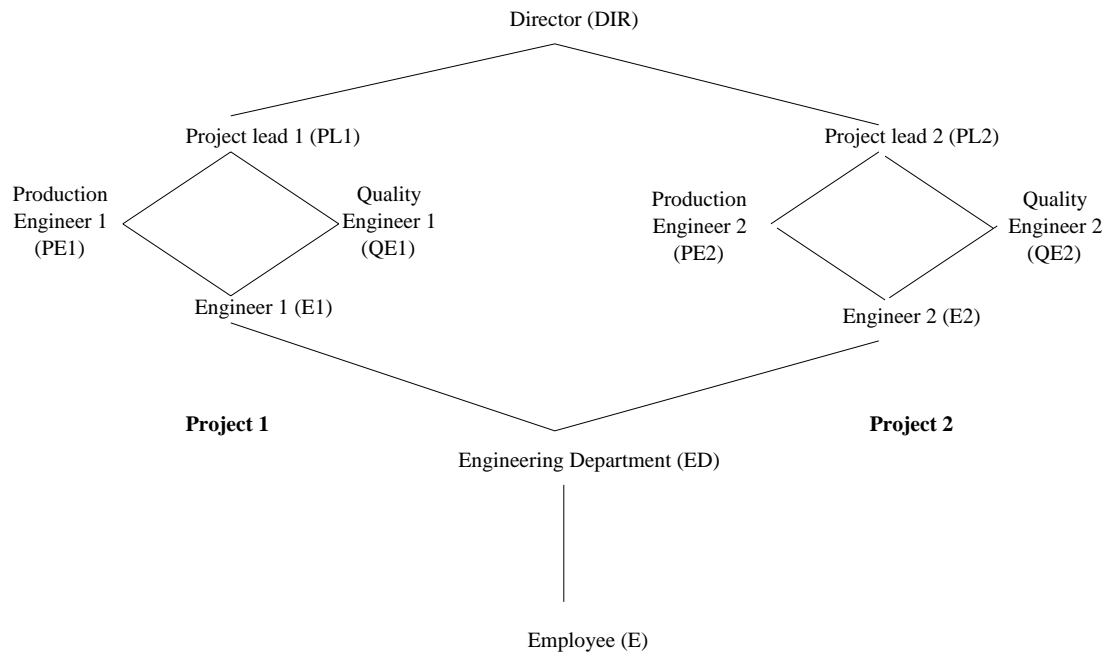 Director (DIR)
Project lead 1 (PL1)
Project lead 2 (PL2)
Production
Engineer 1
(PE1)
Quality
Engineer 1
(QE1)
Production
Engineer 2
(PE2)
Quality
Engineer 2
(QE2)
Engineer 1 (E1)
Engineer 2 (E2)
Project 1
Project 2
Engineering Department (ED)
Employee (E)